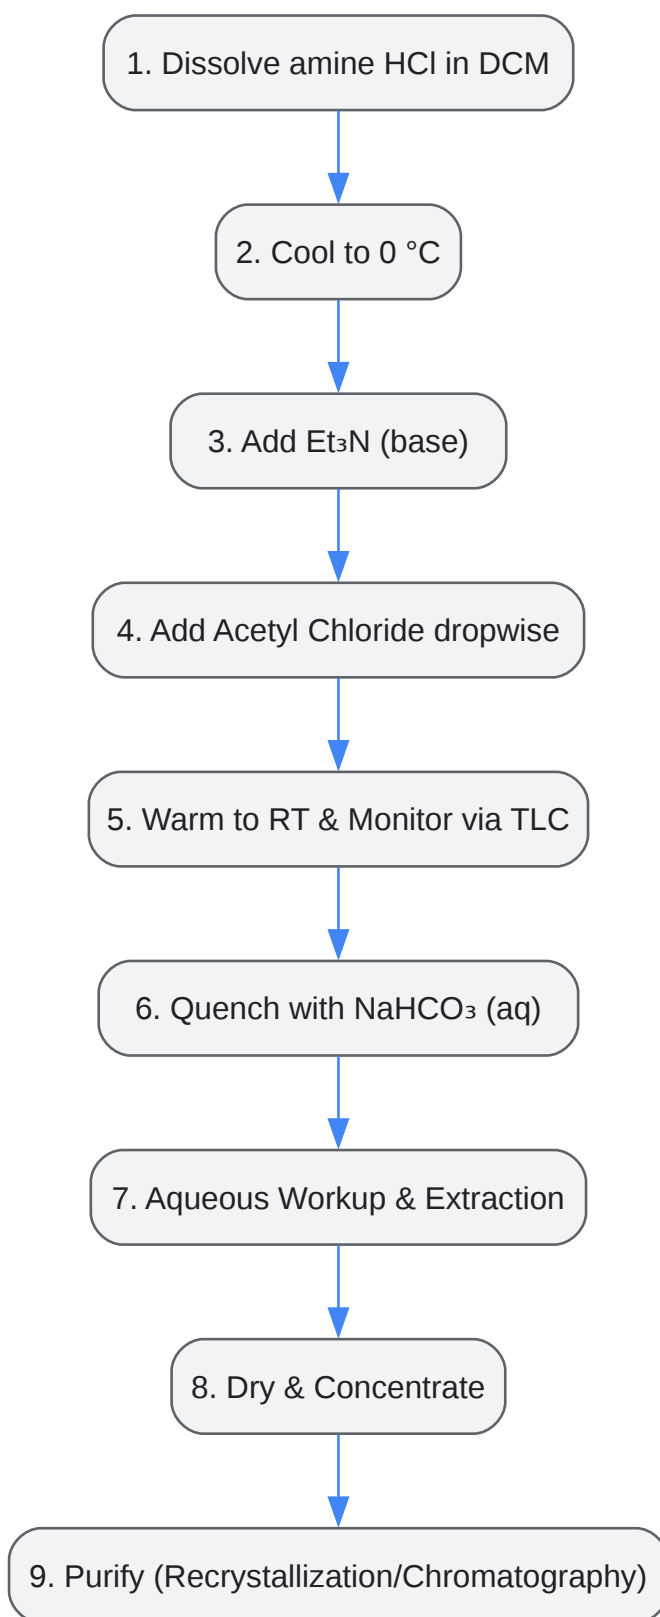 1. Dissolve amine HCl in DCM
2. Cool to 0 °C
3. Add Et₃N (base)
4. Add Acetyl Chloride dropwise
5. Warm to RT & Monitor via TLC
6. Quench with NaHCO₃ (aq)
7. Aqueous Workup & Extraction
8. Dry & Concentrate
9. Purify (Recrystallization/Chromatography)